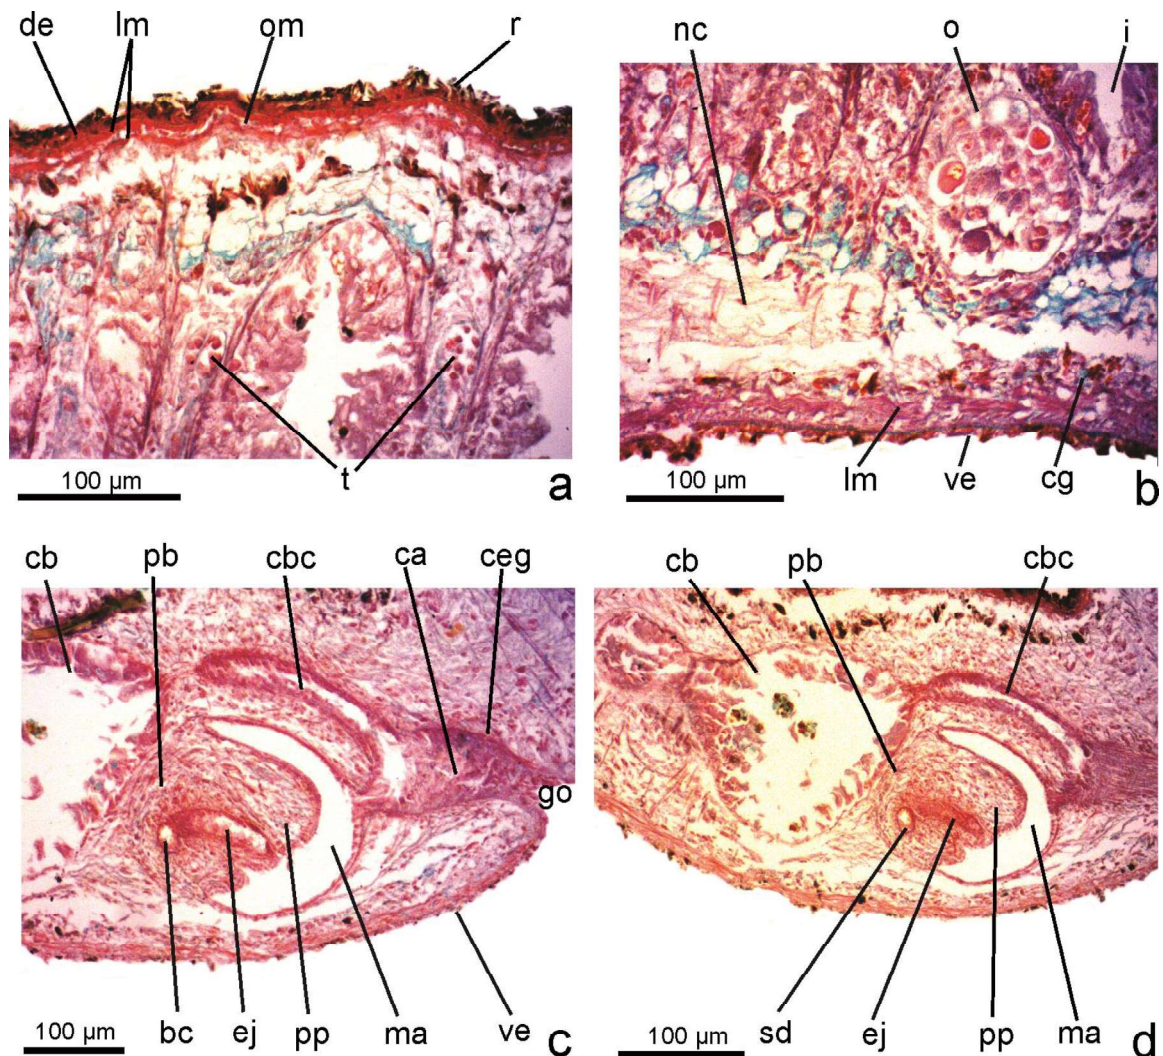 de lm om r
t
100 µm
a
nc o i
lm ve cg
100 µm
b
cb pb cbc ca ceg
go
bc ej pp ma ve
100 µm
c
cb pb cbc
sd ej pp ma
100 µm
d